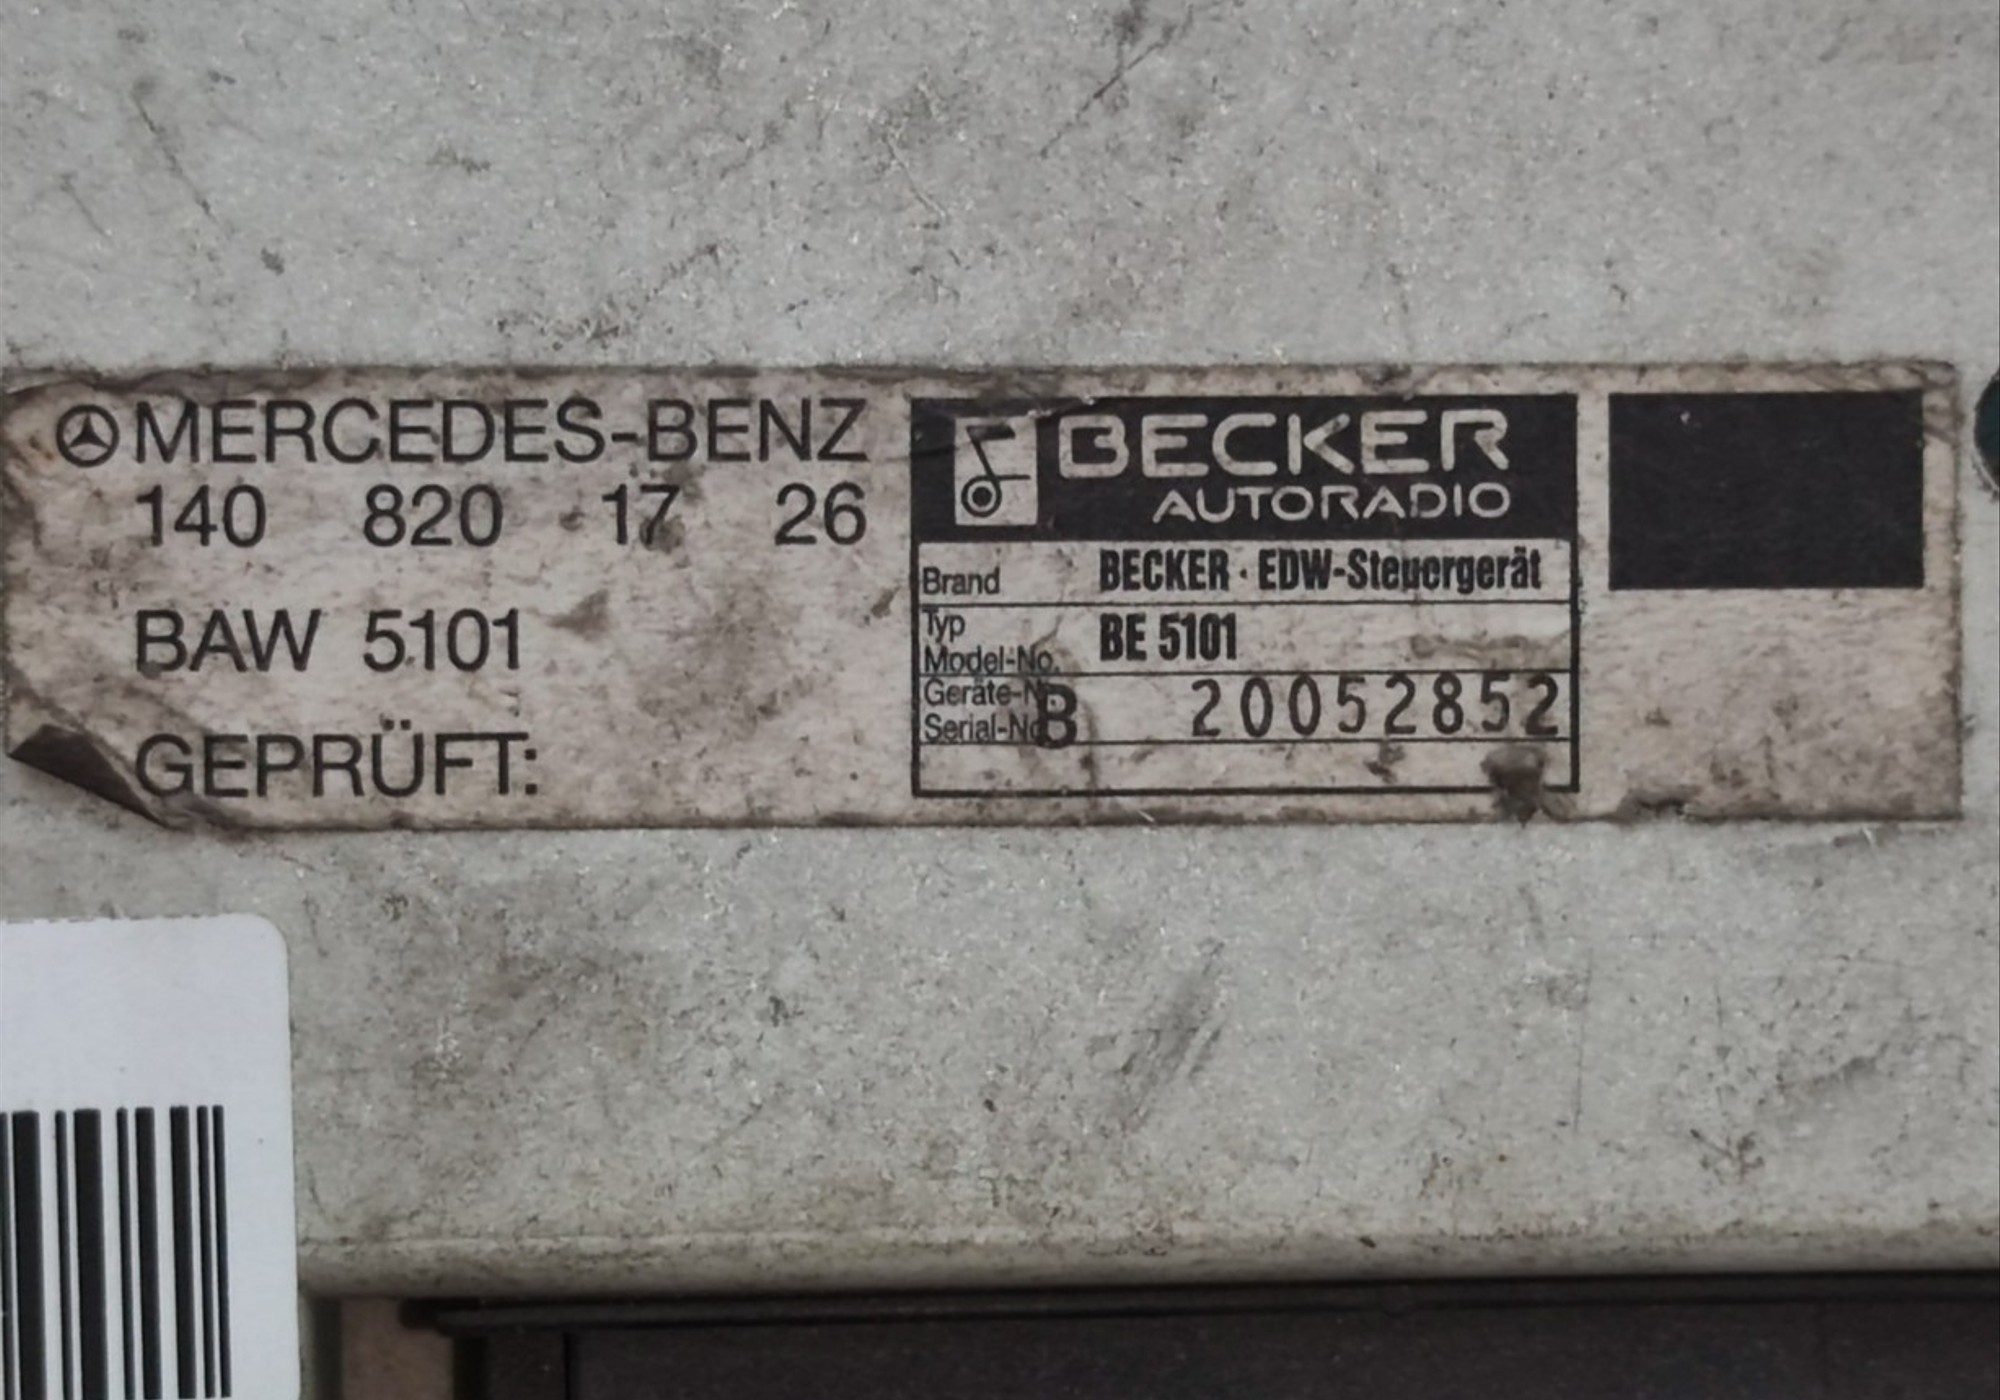 MERCEDES-BENZ
140 820 17 26
BAW 5101
GEPRÜFT:
BECKER
AUTORADIO
Brand BECKER · EDW-Steuergerät
Typ
Model-No. BE 5101
Geräte-Nr.
Serial-No. B 20052852